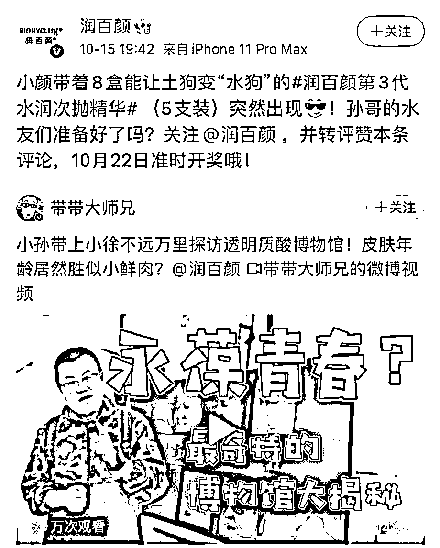 BIOHYALUX
润百颜
润百颜
10-15 19:42 来自iPhone 11 Pro Max
+关注
小颜带着8盒能让土狗变“水狗”的#润百颜第3代
水润次抛精华#（5支装）突然出现😎！孙哥的水
友们准备好了吗？关注@润百颜，并转评赞本条
评论，10月22日准时开奖哦！
带带大师兄
+关注
小孙带上小徐不远万里探访透明质酸博物馆！皮肤年
龄居然胜似小鲜肉？@润百颜 带带大师兄的微博视
频
永葆青春？
最奇特的
博物馆大揭秘
万次观看